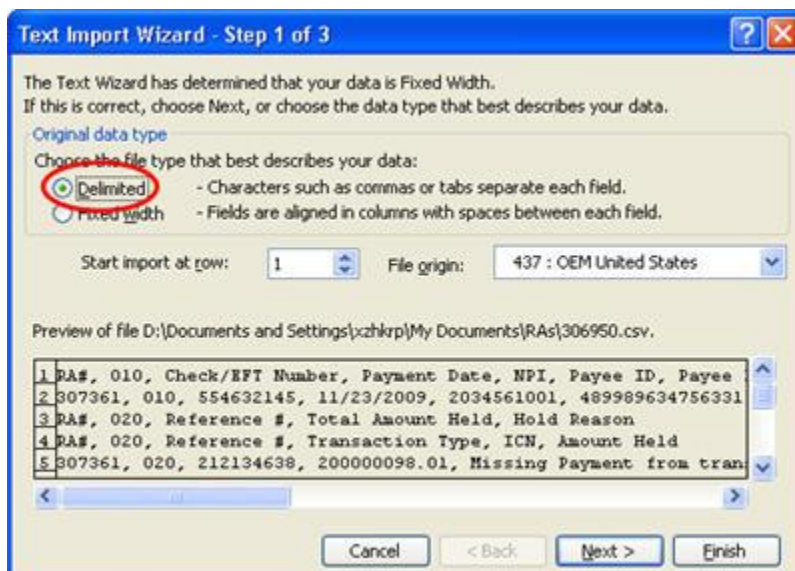 Text Import Wizard - Step 1 of 3
The Text Wizard has determined that your data is Fixed Width.
If this is correct, choose Next, or choose the data type that best describes your data.
Original data type
Choose the file type that best describes your data:
Delimited - Characters such as commas or tabs separate each field.
Fixed width - Fields are aligned in columns with spaces between each field.
Start import at row: 1 File origin: 437 : OEM United States
Preview of file D:\Documents and Settings\xzhkrp\My Documents\RAs\306950.csv.
1 RA#, 010, Check/EFT Number, Payment Date, NPI, Payee ID, Payee
2 307361, 010, 554632145, 11/23/2009, 2034561001, 489989634756331
3 RA#, 020, Reference #, Total Amount Held, Hold Reason
4 RA#, 020, Reference #, Transaction Type, ICN, Amount Held
5 307361, 020, 212134638, 200000098.01, Missing Payment from tran
Cancel < Back Next > Finish